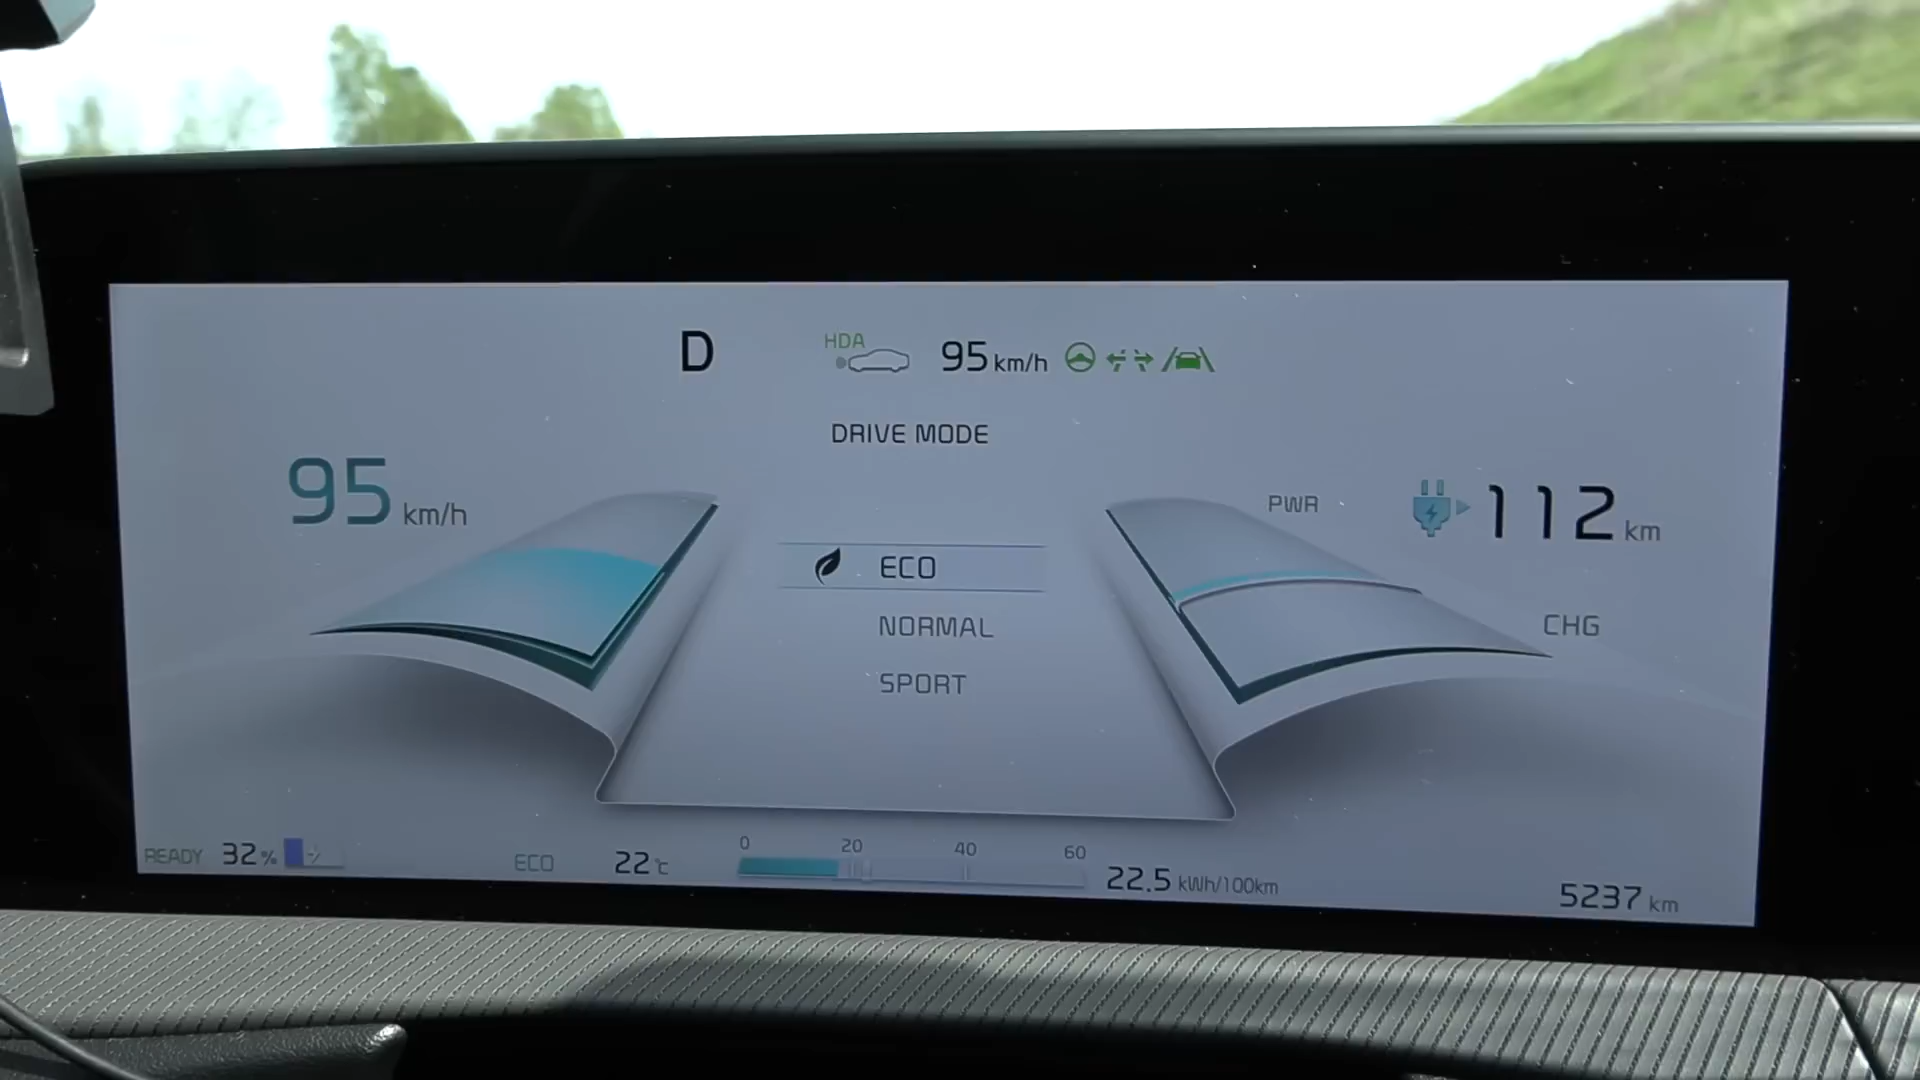 D HDA 95 km/h
DRIVE MODE
95 km/h
PWR
112 km
ECO
NORMAL
SPORT
CHG
READY 32% ECO 22℃
0 20 40 60
22.5 kWh/100km
5237 km